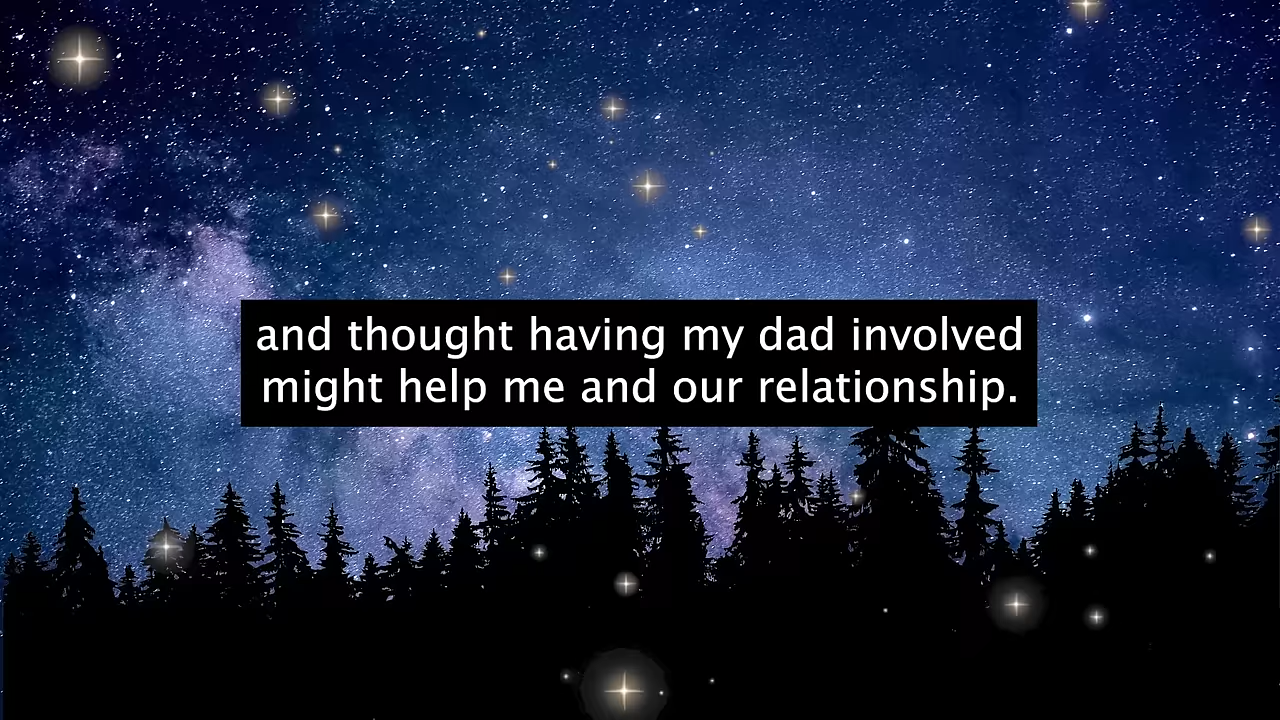 and thought having my dad involved
might help me and our relationship.